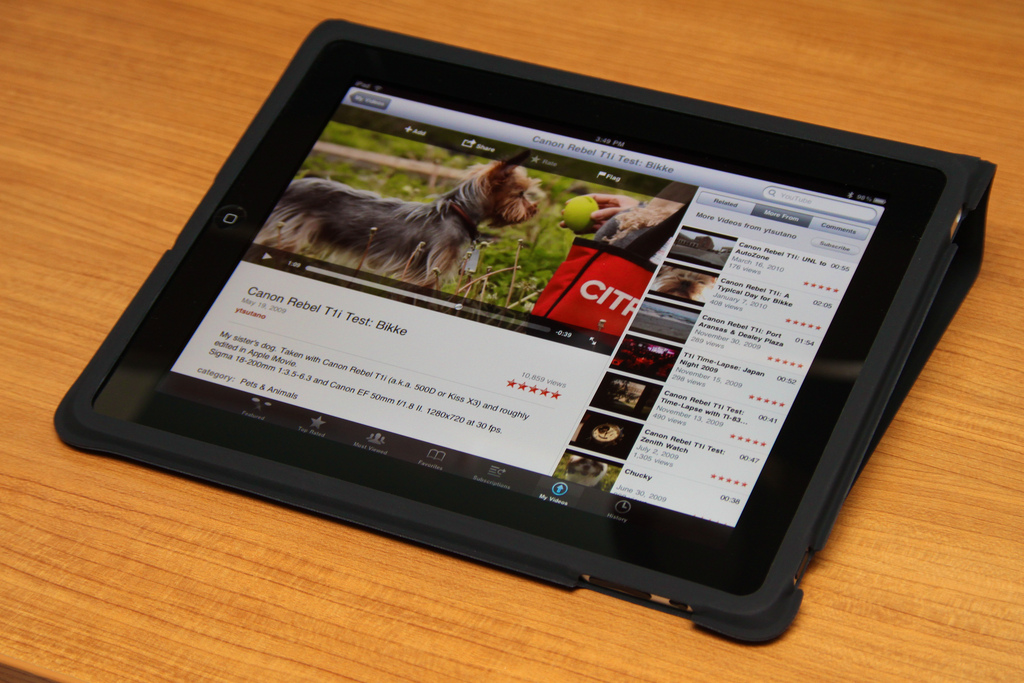 iPod
3:49 PM
98 %
My Videos
Canon Rebel T1i Test: Bikke
YouTube
Add
Share
Rate
Flag
Related
More From
Comments
More Videos from ytsutano
Subscribe
CIT
1:09
-0:39
Canon Rebel T1i Test: Bikke
May 19, 2009
ytsutano
10,859 views
My sister's dog. Taken with Canon Rebel T1i (a.k.a. 500D or Kiss X3) and roughly
edited in Apple iMovie.
Sigma 18-200mm 1:3.5-6.3 and Canon EF 50mm f/1.8 II. 1280x720 at 30 fps.
category: Pets & Animals
Canon Rebel T1i: UNL to
AutoZone
March 16, 2010
00:55
176 views
Canon Rebel T1i: A
Typical Day for Bikke
January 7, 2010
02:05
408 views
Canon Rebel T1i: Port
Aransas & Dealey Plaza
November 30, 2009
01:54
289 views
T1i Time-Lapse: Japan
Night 2009
November 15, 2009
00:52
298 views
Canon Rebel T1i Test:
Time-Lapse with TI-83...
November 13, 2009
00:41
490 views
Canon Rebel T1i Test:
Zenith Watch
July 2, 2009
00:47
1,305 views
Chucky
June 30, 2009
00:38
Featured
Top Rated
Most Viewed
Favorites
Subscriptions
My Videos
History